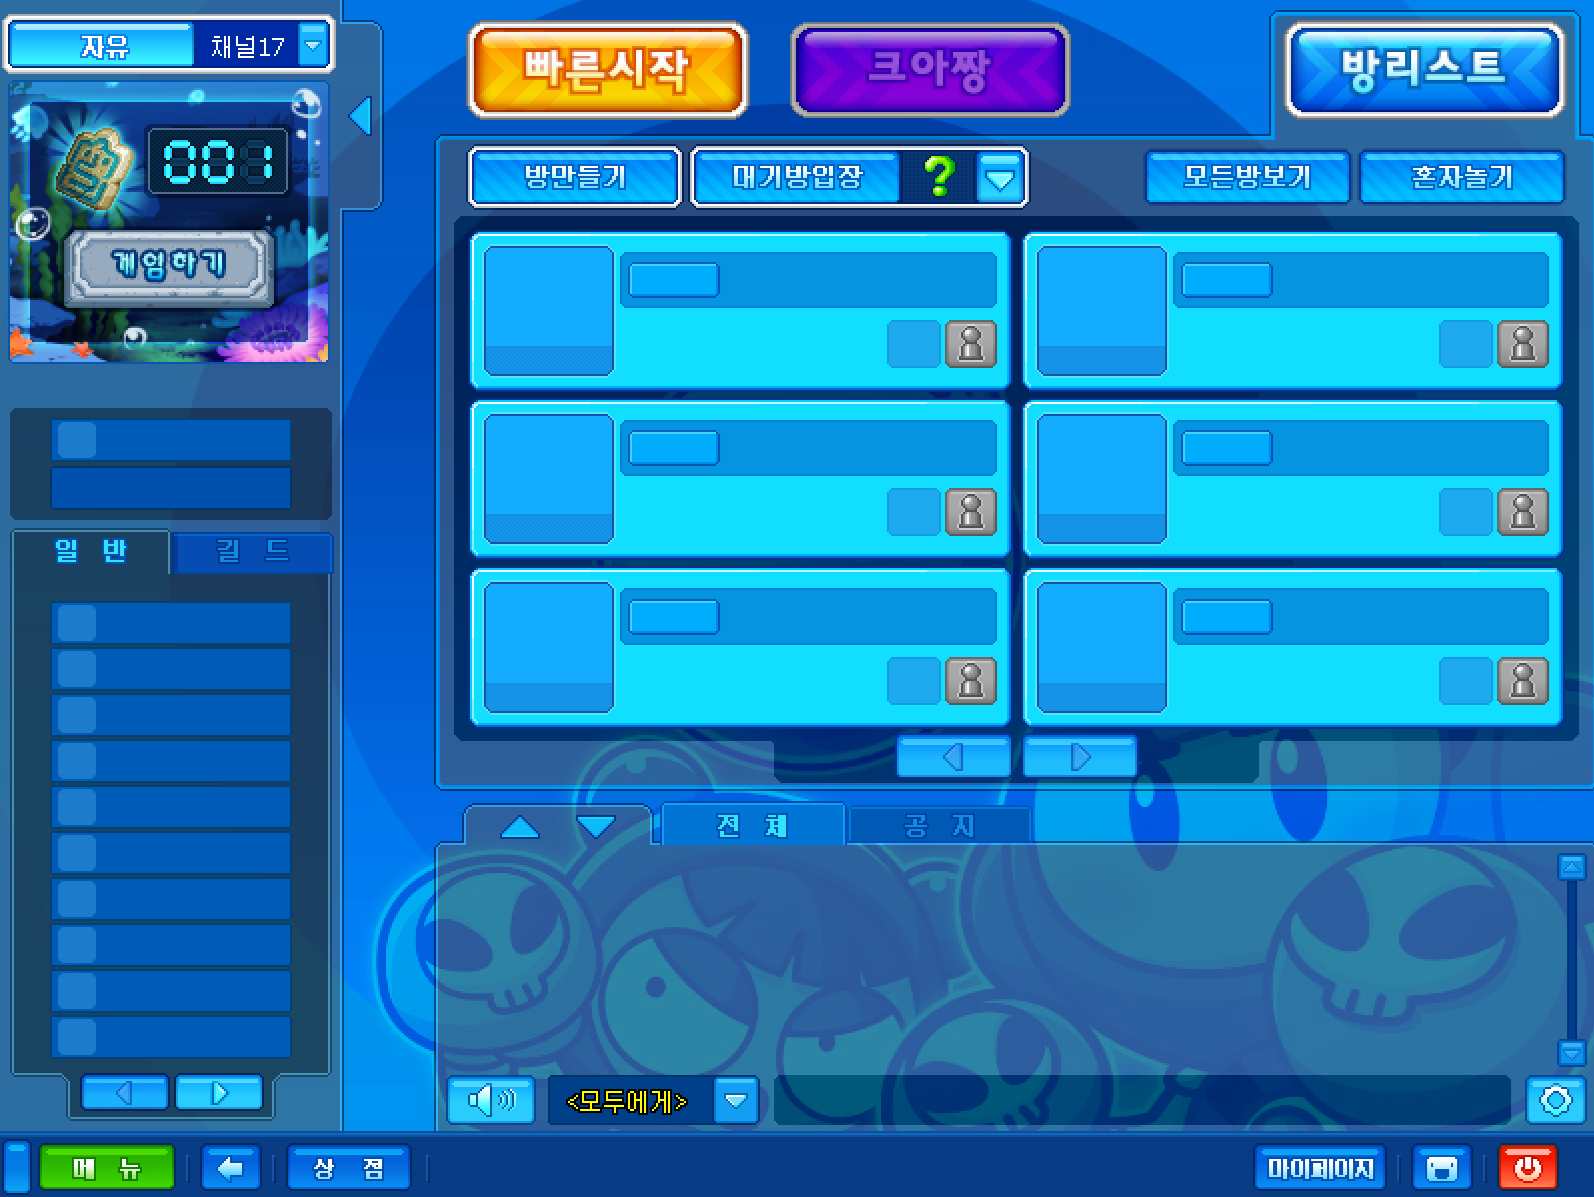 자유 채널17
빠른시작
크아짱
방리스트
방만들기
대기방입장 ?
모든방보기
혼자놀기
001
게임하기
일 반
길 드
전 체
공 지
<모두에게>
메 뉴
상 점
마이페이지